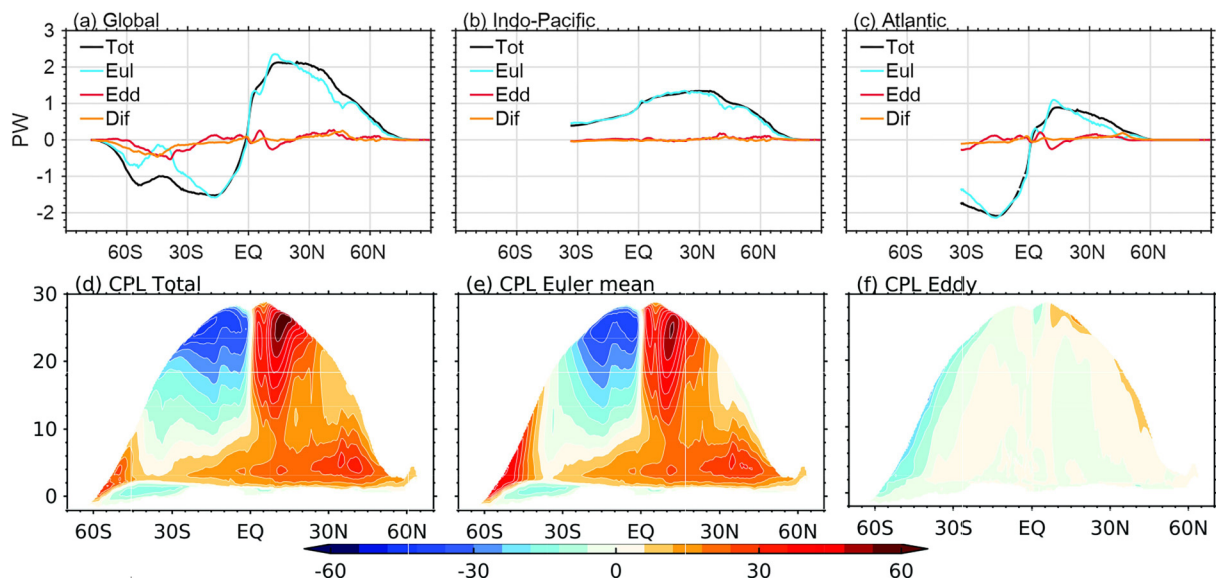 (a) Global (b) Indo-Pacific (c) Atlantic
3
2
1
0
-1
-2
PW
Tot
Eul
Edd
Dif
Tot
Eul
Edd
Dif
Tot
Eul
Edd
Dif
60S 30S EQ 30N 60N 60S 30S EQ 30N 60N 60S 30S EQ 30N 60N
(d) CPL Total (e) CPL Euler mean (f) CPL Eddy
30
20
10
0
60S 30S EQ 30N 60N 60S 30S EQ 30N 60N 60S 30S EQ 30N 60N
-60 -30 0 30 60